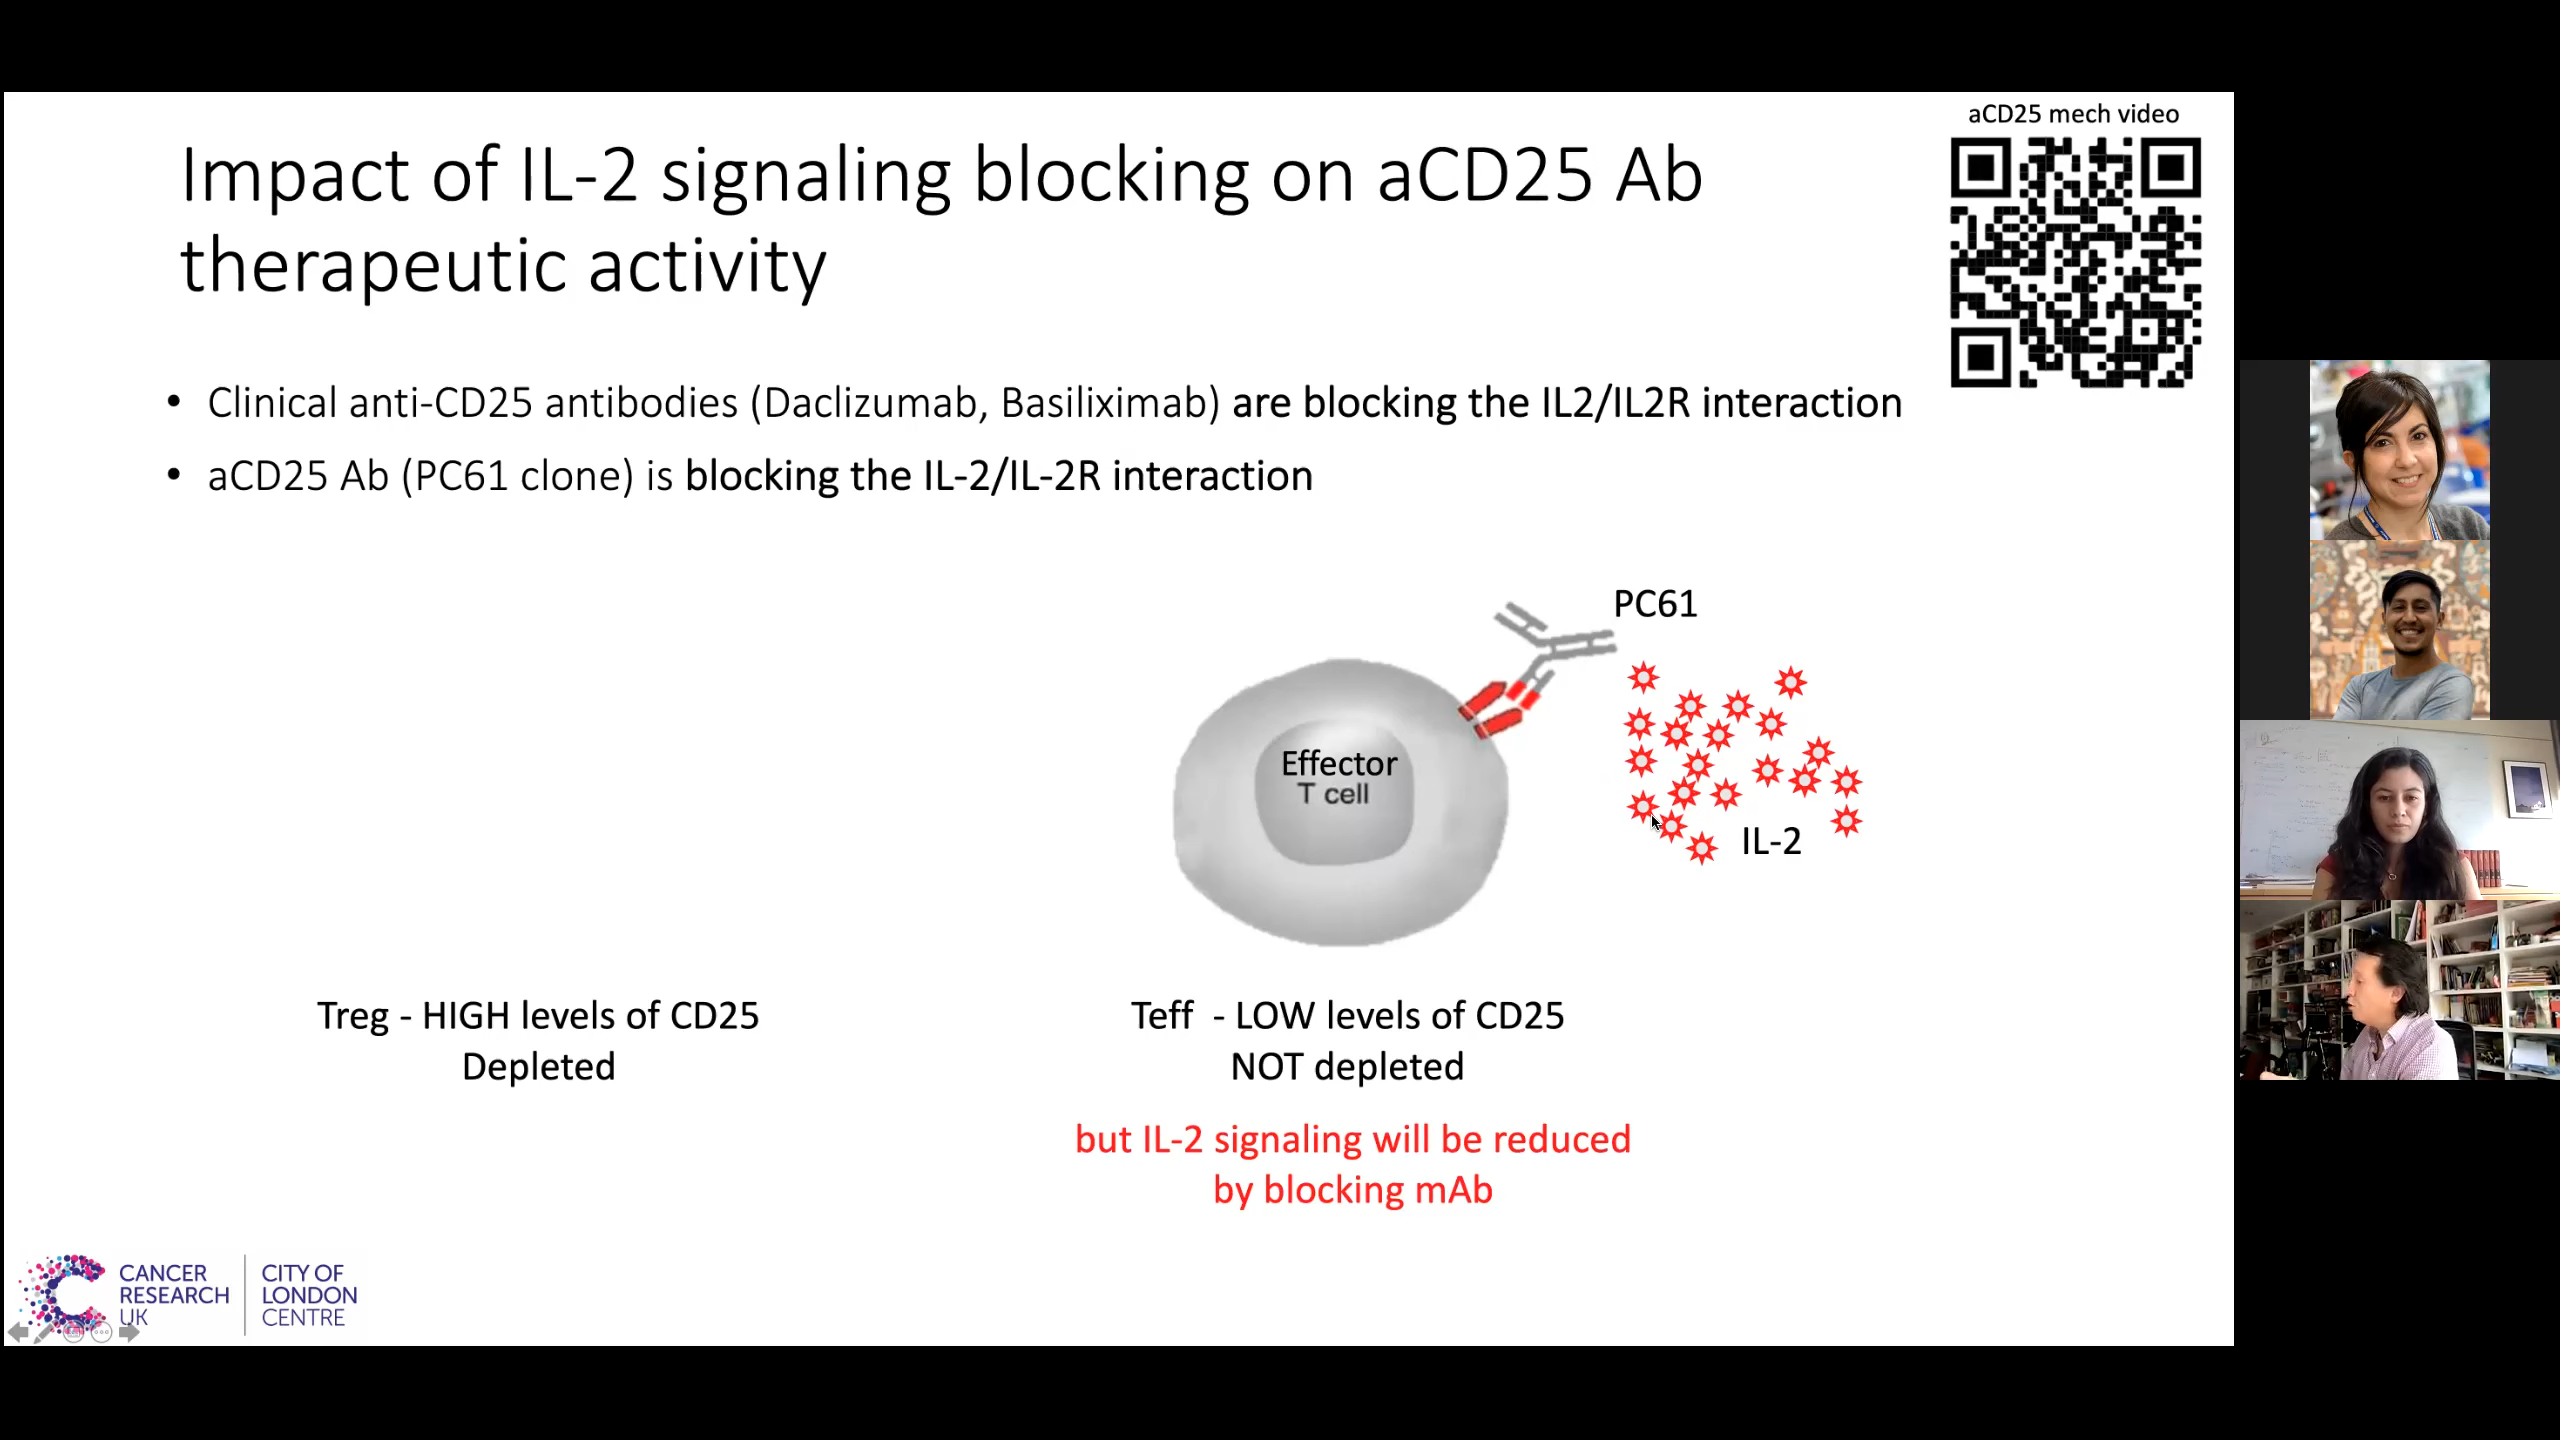 aCD25 mech video
Impact of IL-2 signaling blocking on aCD25 Ab
therapeutic activity
• Clinical anti-CD25 antibodies (Daclizumab, Basiliximab) are blocking the IL2/IL2R interaction
• aCD25 Ab (PC61 clone) is blocking the IL-2/IL-2R interaction
PC61
Effector
T cell
IL-2
Treg - HIGH levels of CD25
Depleted
Teff - LOW levels of CD25
NOT depleted
but IL-2 signaling will be reduced
by blocking mAb
CANCER
RESEARCH
UK
CITY OF
LONDON
CENTRE